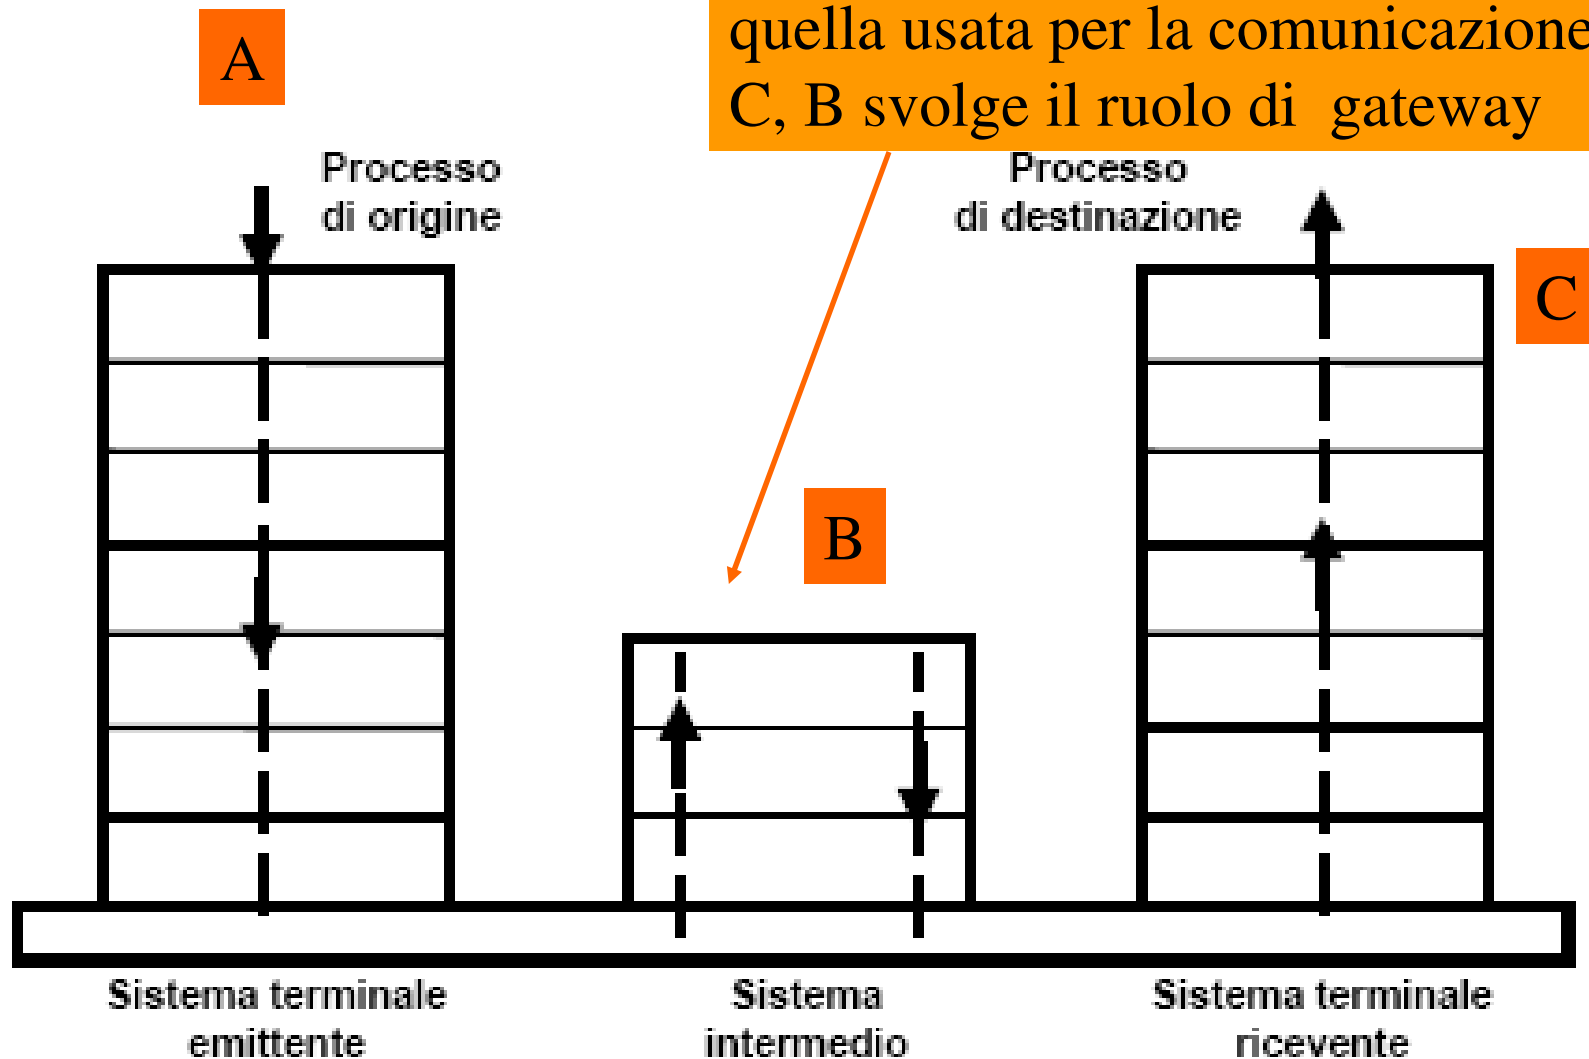 quella usata per la comunicazione
C, B svolge il ruolo di gateway
A
Processo
di origine
Processo
di destinazione
C
B
Sistema terminale
emittente
Sistema
intermedio
Sistema terminale
ricevente